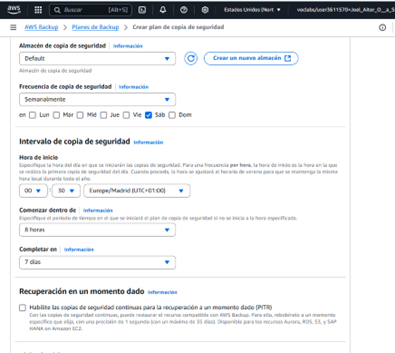 aws
Buscar
[Alt+S]
Estados Unidos (Nort
voclabs/user3611570=Joel_Alter_O__a_S
AWS Backup > Planes de Backup > Crear plan de copia de seguridad
Almacén de copia de seguridad | Información
Default
Crear un nuevo almacén
Almacén de copia de seguridad
Frecuencia de copia de seguridad | Información
Semanalmente
en Lun Mar Mié Jue Vie Sáb Dom
Intervalo de copia de seguridad Información
Hora de inicio
Especifique la hora del día en que se iniciarán las copias de seguridad. Para una frecuencia por hora, la hora de inicio es la hora en la que
se realiza la primera copia de seguridad del día. Cuando proceda, la hora se ajustará al horario de verano para que se mantenga la misma
hora local durante todo el año.
00 : 30 Europe/Madrid (UTC+01:00)
Comenzar dentro de | Información
Especifique el periodo de tiempo en el que se iniciará el plan de copia de seguridad si no se inicia a la hora especificada.
8 horas
Completar en | Información
7 días
Recuperación en un momento dado Información
Habilite las copias de seguridad continuas para la recuperación a un momento dado (PITR)
Con las copias de seguridad continuas, puede restaurar el recurso compatible con AWS Backup. Para ello, rebobínelo a un momento
específico que elija, con una precisión de 1 segundo (con un máximo de 35 días). Disponible para los recursos Aurora, RDS, S3, y SAP
HANA en Amazon EC2.